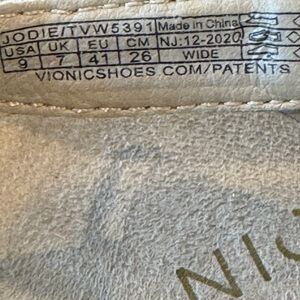 JODIE/TVW5391 Made in China
USA UK EU CM NJ:12-2020
9 7 41 26 WIDE
VIONICSHOES.COM/PATENTS
NI